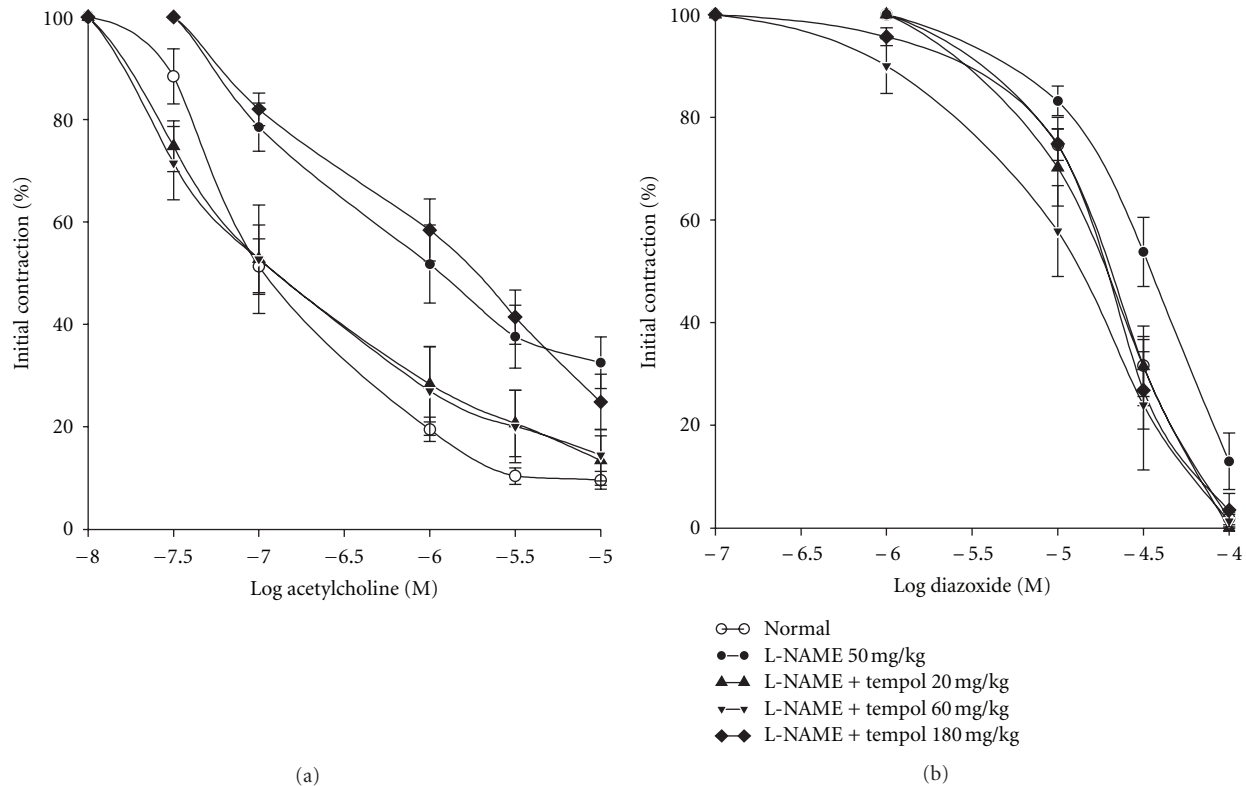 100
80
60
40
20
0
Initial contraction (%)
−8 −7.5 −7 −6.5 −6 −5.5 −5
Log acetylcholine (M)
(a)
100
80
60
40
20
0
Initial contraction (%)
−7 −6 −5.5 −5 −4.5 −4
Log diazoxide (M)
Normal
L-NAME 50 mg/kg
L-NAME + tempol 20 mg/kg
L-NAME + tempol 60 mg/kg
L-NAME + tempol 180 mg/kg
(b)